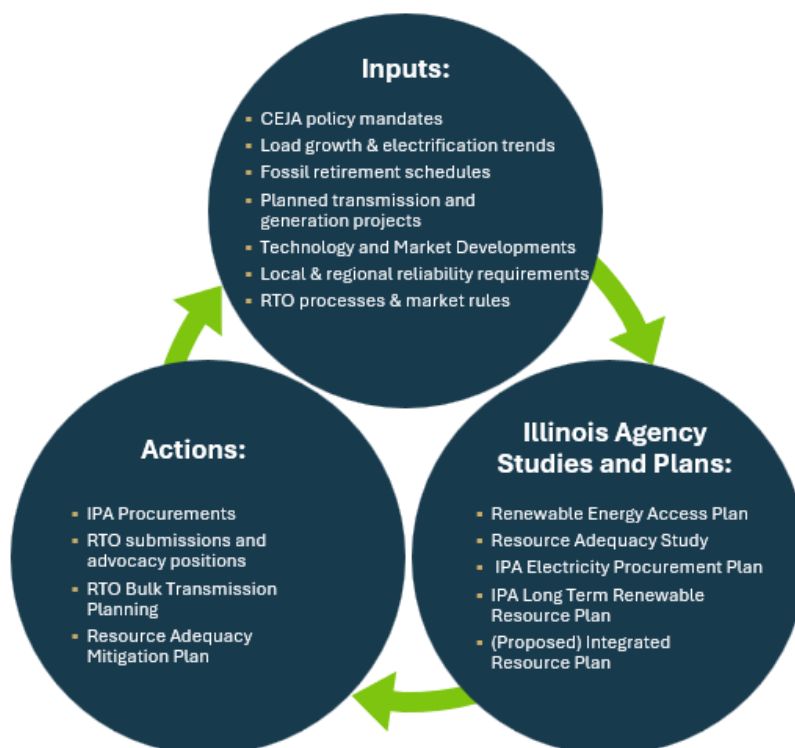 Inputs:
▪ CEJA policy mandates
▪ Load growth & electrification trends
▪ Fossil retirement schedules
▪ Planned transmission and
generation projects
▪ Technology and Market Developments
▪ Local & regional reliability requirements
▪ RTO processes & market rules
Actions:
▪ IPA Procurements
▪ RTO submissions and
advocacy positions
▪ RTO Bulk Transmission
Planning
▪ Resource Adequacy
Mitigation Plan
Illinois Agency
Studies and Plans:
▪ Renewable Energy Access Plan
▪ Resource Adequacy Study
▪ IPA Electricity Procurement Plan
▪ IPA Long Term Renewable
Resource Plan
▪ (Proposed) Integrated
Resource Plan